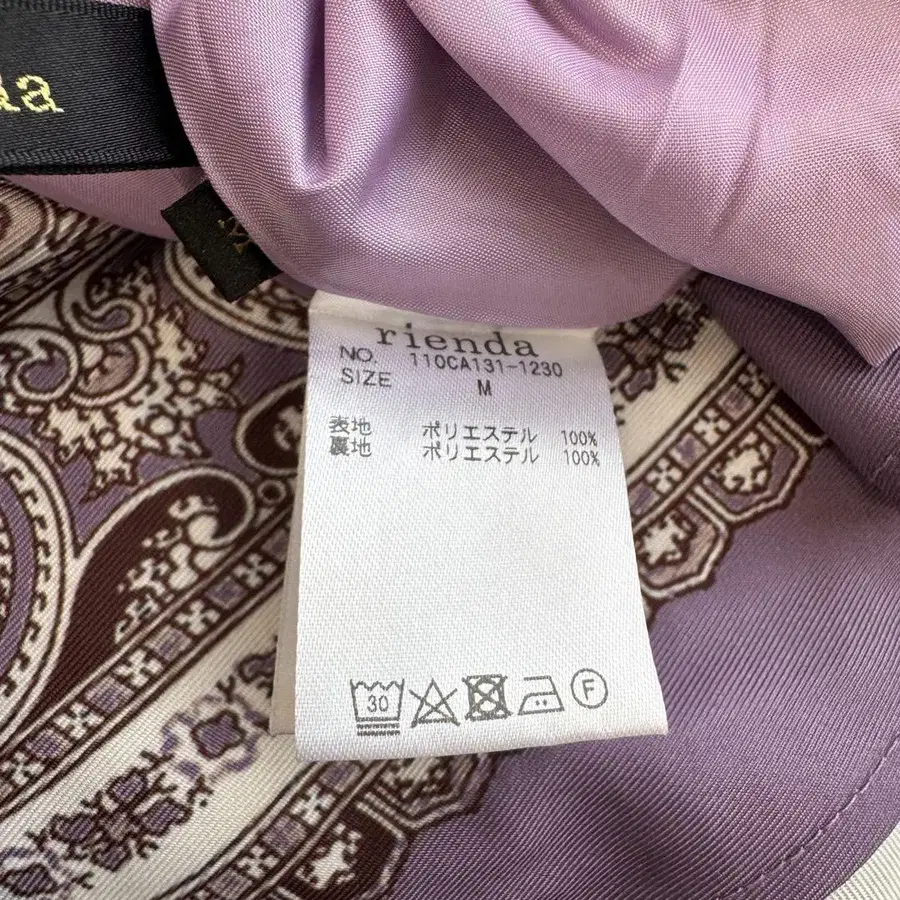 rienda
NO. 110CA131-1230
SIZE M
表地 ポリエステル 100%
裏地 ポリエステル 100%
30
F